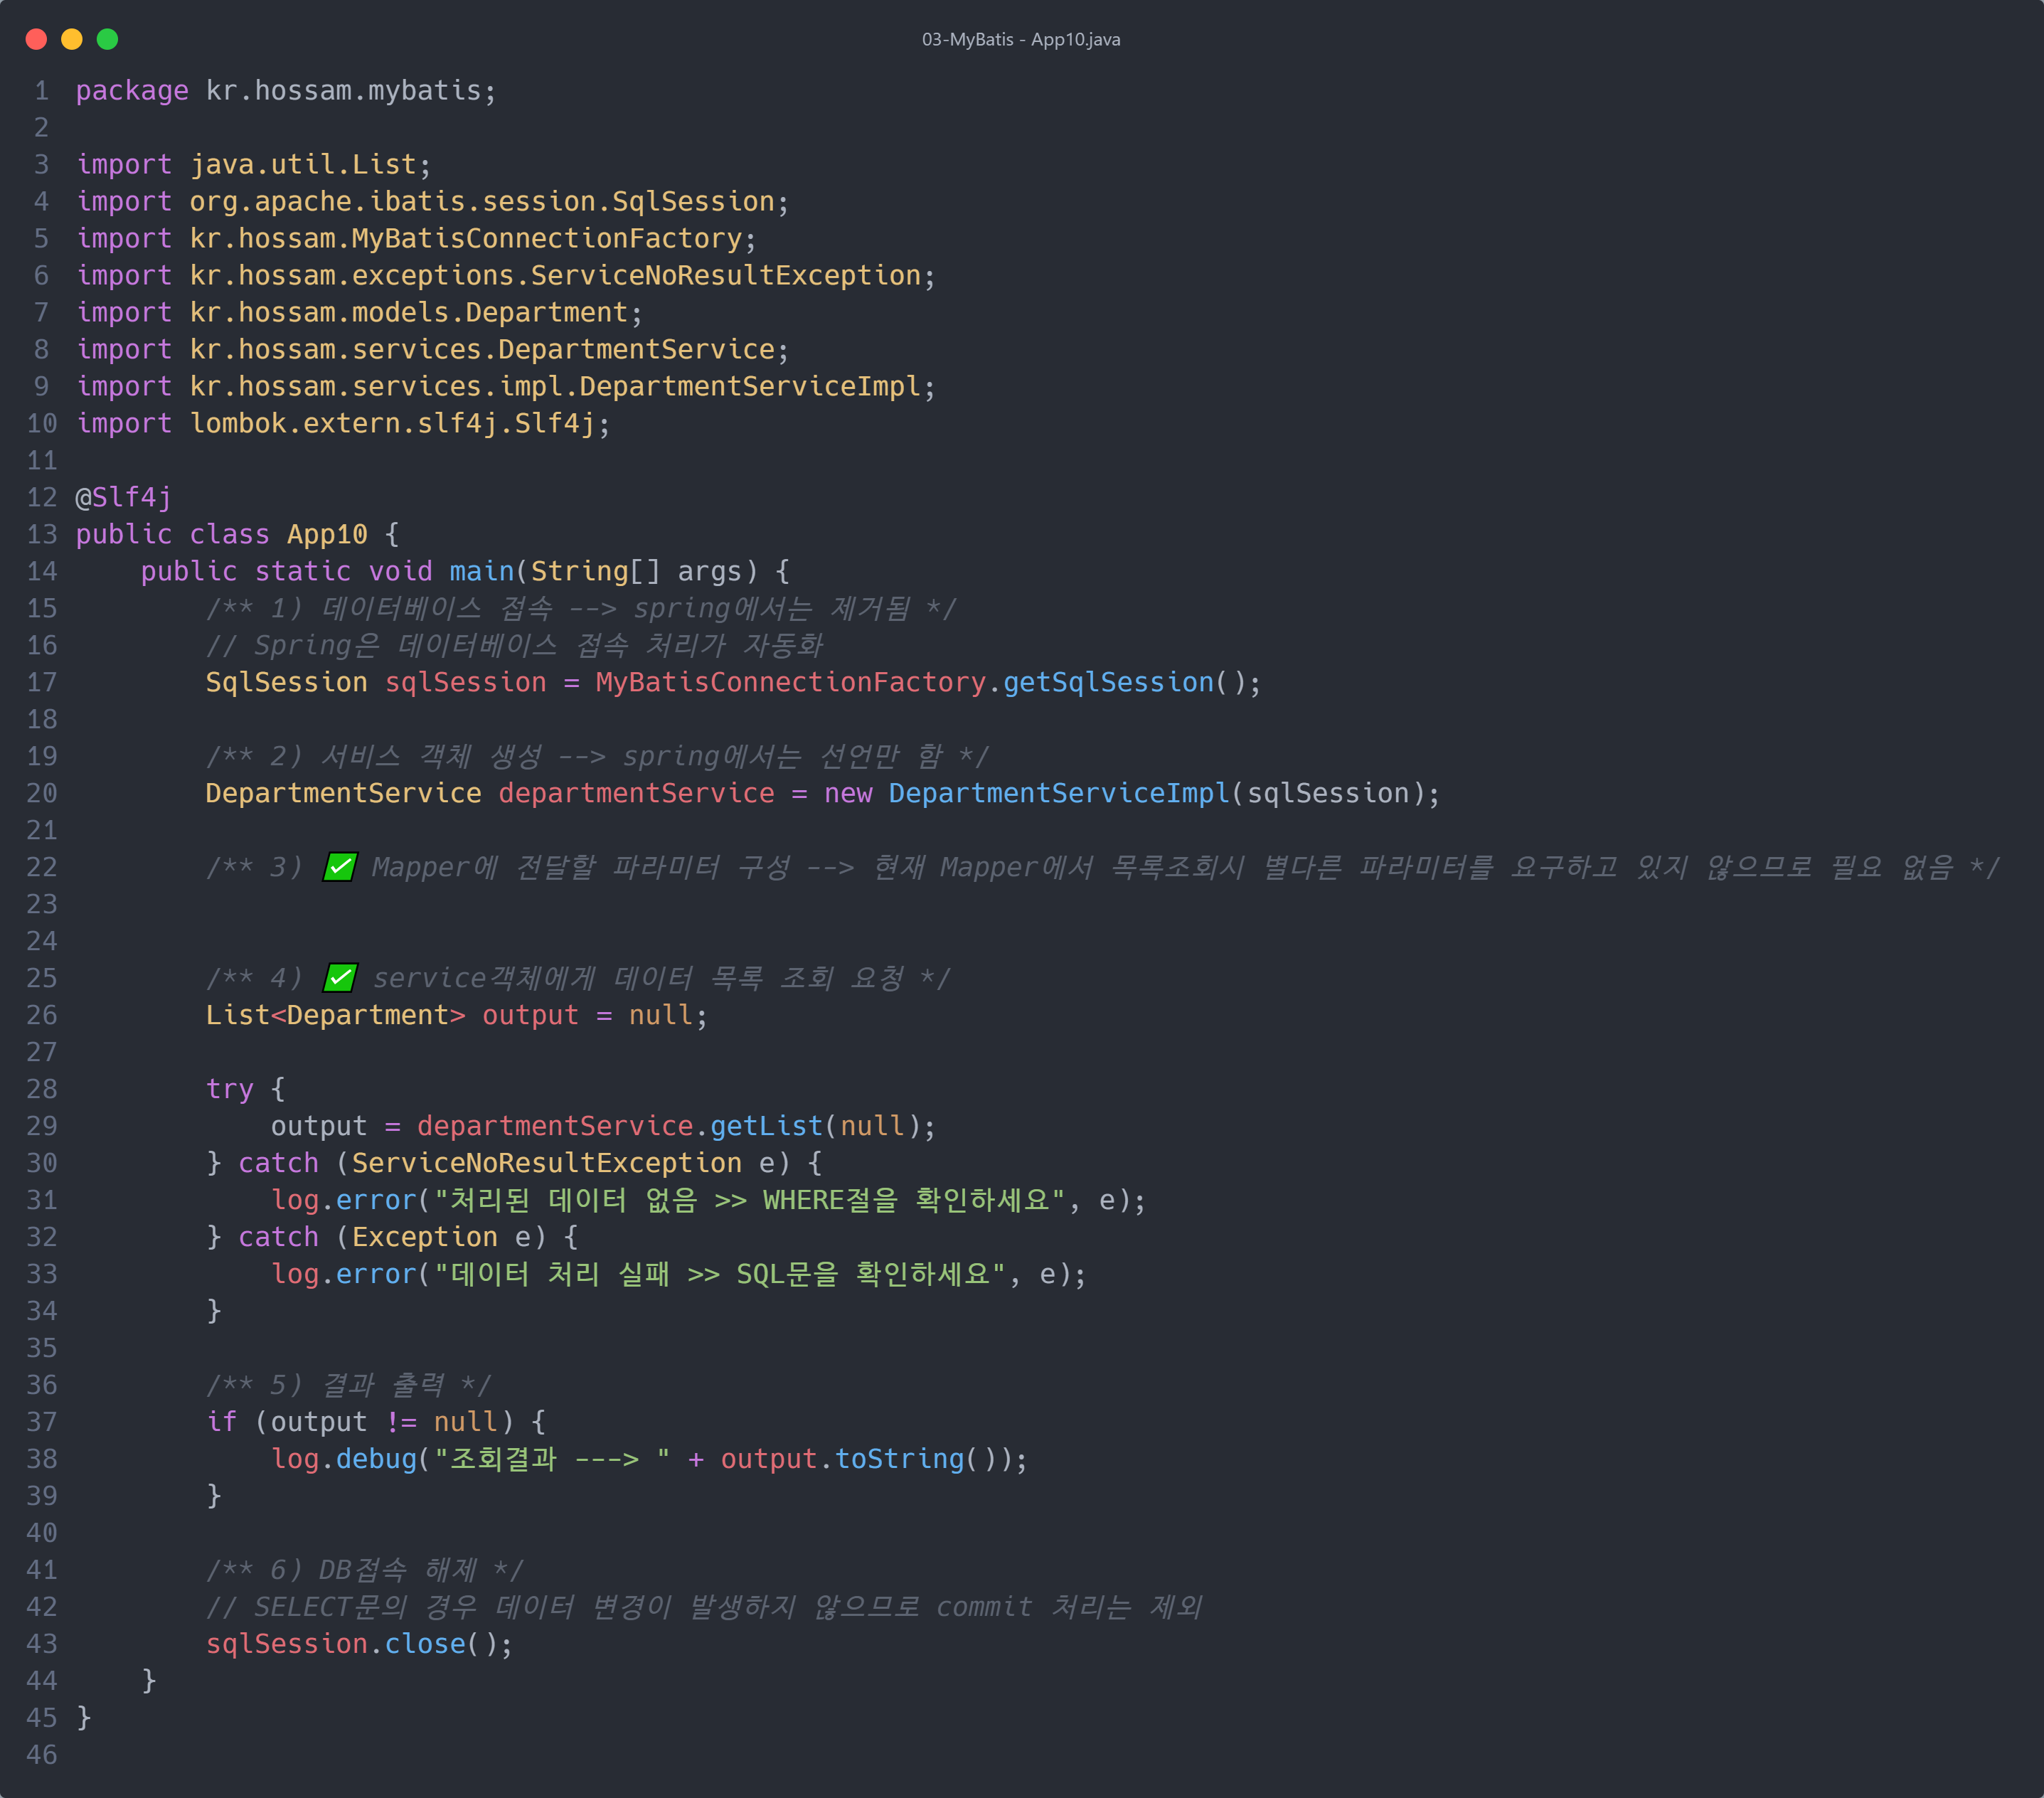 03-MyBatis - App10.java
1 package kr.hossam.mybatis;
2
3 import java.util.List;
4 import org.apache.ibatis.session.SqlSession;
5 import kr.hossam.MyBatisConnectionFactory;
6 import kr.hossam.exceptions.ServiceNoResultException;
7 import kr.hossam.models.Department;
8 import kr.hossam.services.DepartmentService;
9 import kr.hossam.services.impl.DepartmentServiceImpl;
10 import lombok.extern.slf4j.Slf4j;
11
12 @Slf4j
13 public class App10 {
14     public static void main(String[] args) {
15         /** 1) 데이터베이스 접속 --> spring에서는 제거됨 */
16         // Spring은 데이터베이스 접속 처리가 자동화
17         SqlSession sqlSession = MyBatisConnectionFactory.getSqlSession();
18
19         /** 2) 서비스 객체 생성 --> spring에서는 선언만 함 */
20         DepartmentService departmentService = new DepartmentServiceImpl(sqlSession);
21
22         /** 3) ✅ Mapper에 전달할 파라미터 구성 --> 현재 Mapper에서 목록조회시 별다른 파라미터를 요구하고 있지 않으므로 필요 없음 */
23
24
25         /** 4) ✅ service객체에게 데이터 목록 조회 요청 */
26         List<Department> output = null;
27
28         try {
29             output = departmentService.getList(null);
30         } catch (ServiceNoResultException e) {
31             log.error("처리된 데이터 없음 >> WHERE절을 확인하세요", e);
32         } catch (Exception e) {
33             log.error("데이터 처리 실패 >> SQL문을 확인하세요", e);
34         }
35
36         /** 5) 결과 출력 */
37         if (output != null) {
38             log.debug("조회결과 ---> " + output.toString());
39         }
40
41         /** 6) DB접속 해제 */
42         // SELECT문의 경우 데이터 변경이 발생하지 않으므로 commit 처리는 제외
43         sqlSession.close();
44     }
45 }
46